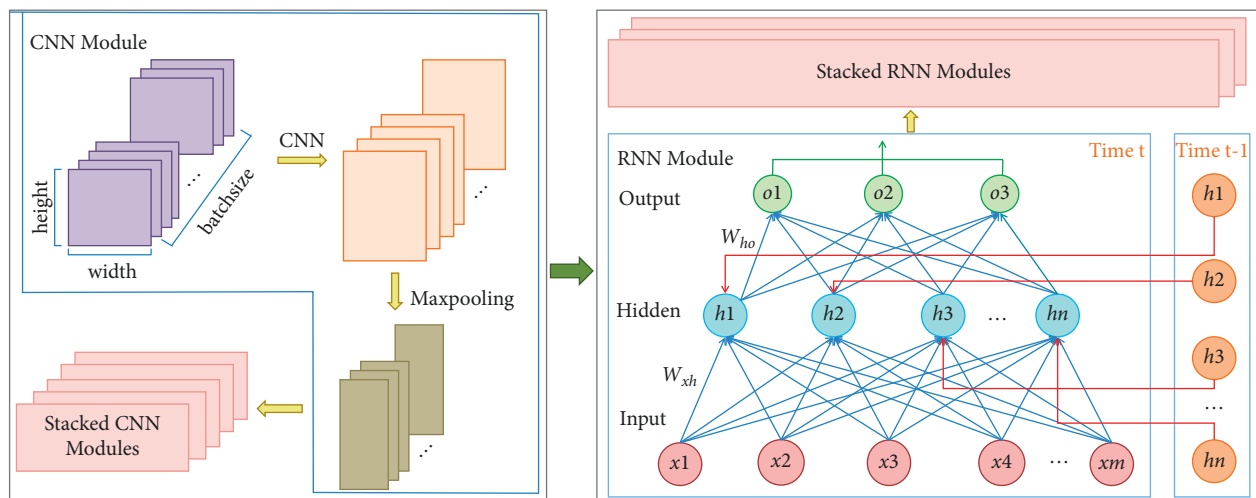 CNN Module
CNN
...
...
height
width
batchsize
Maxpooling
...
Stacked CNN
Modules
Stacked RNN Modules
RNN Module
Time t
Time t-1
Output
o1 o2 o3
h1
W_ho
h2
Hidden
h1 h2 h3 ... hn
h3
W_xh
...
Input
x1 x2 x3 x4 ... xm
hn